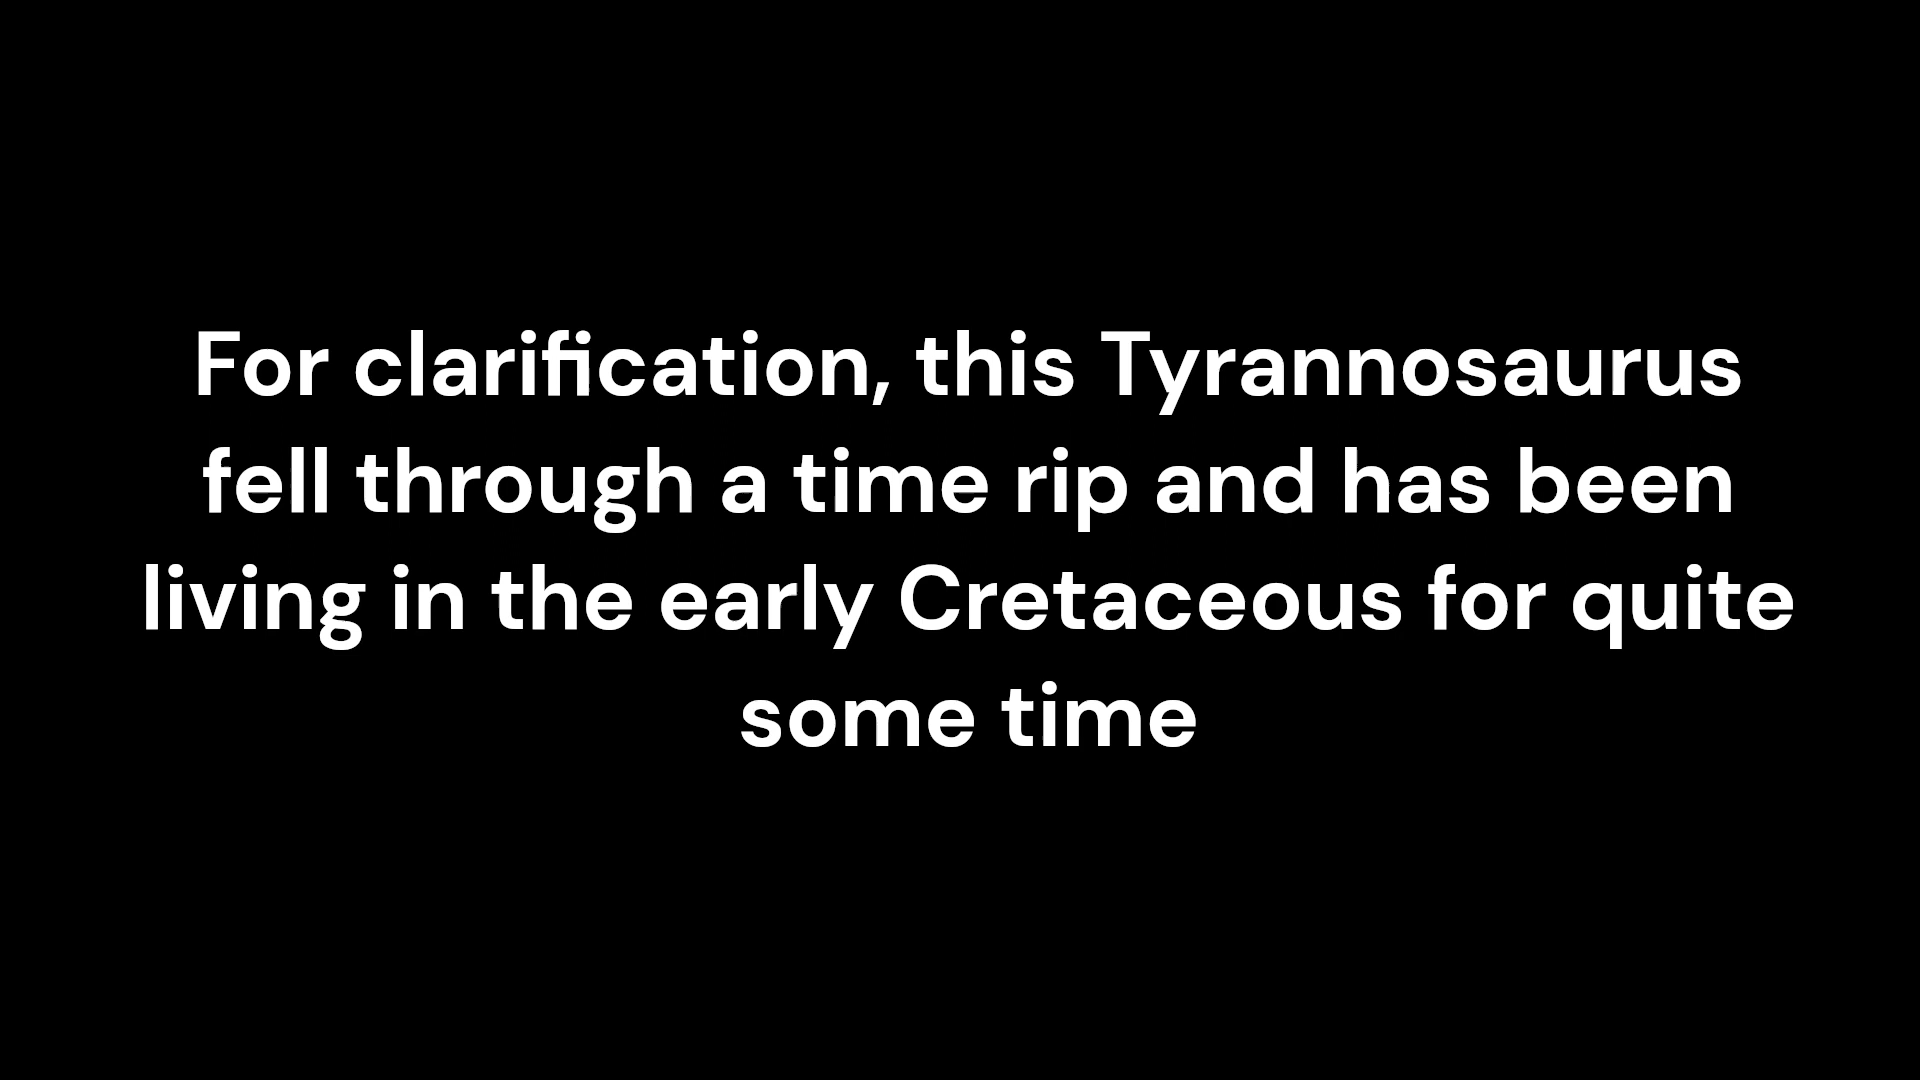 For clarification, this Tyrannosaurus
fell through a time rip and has been
living in the early Cretaceous for quite
some time